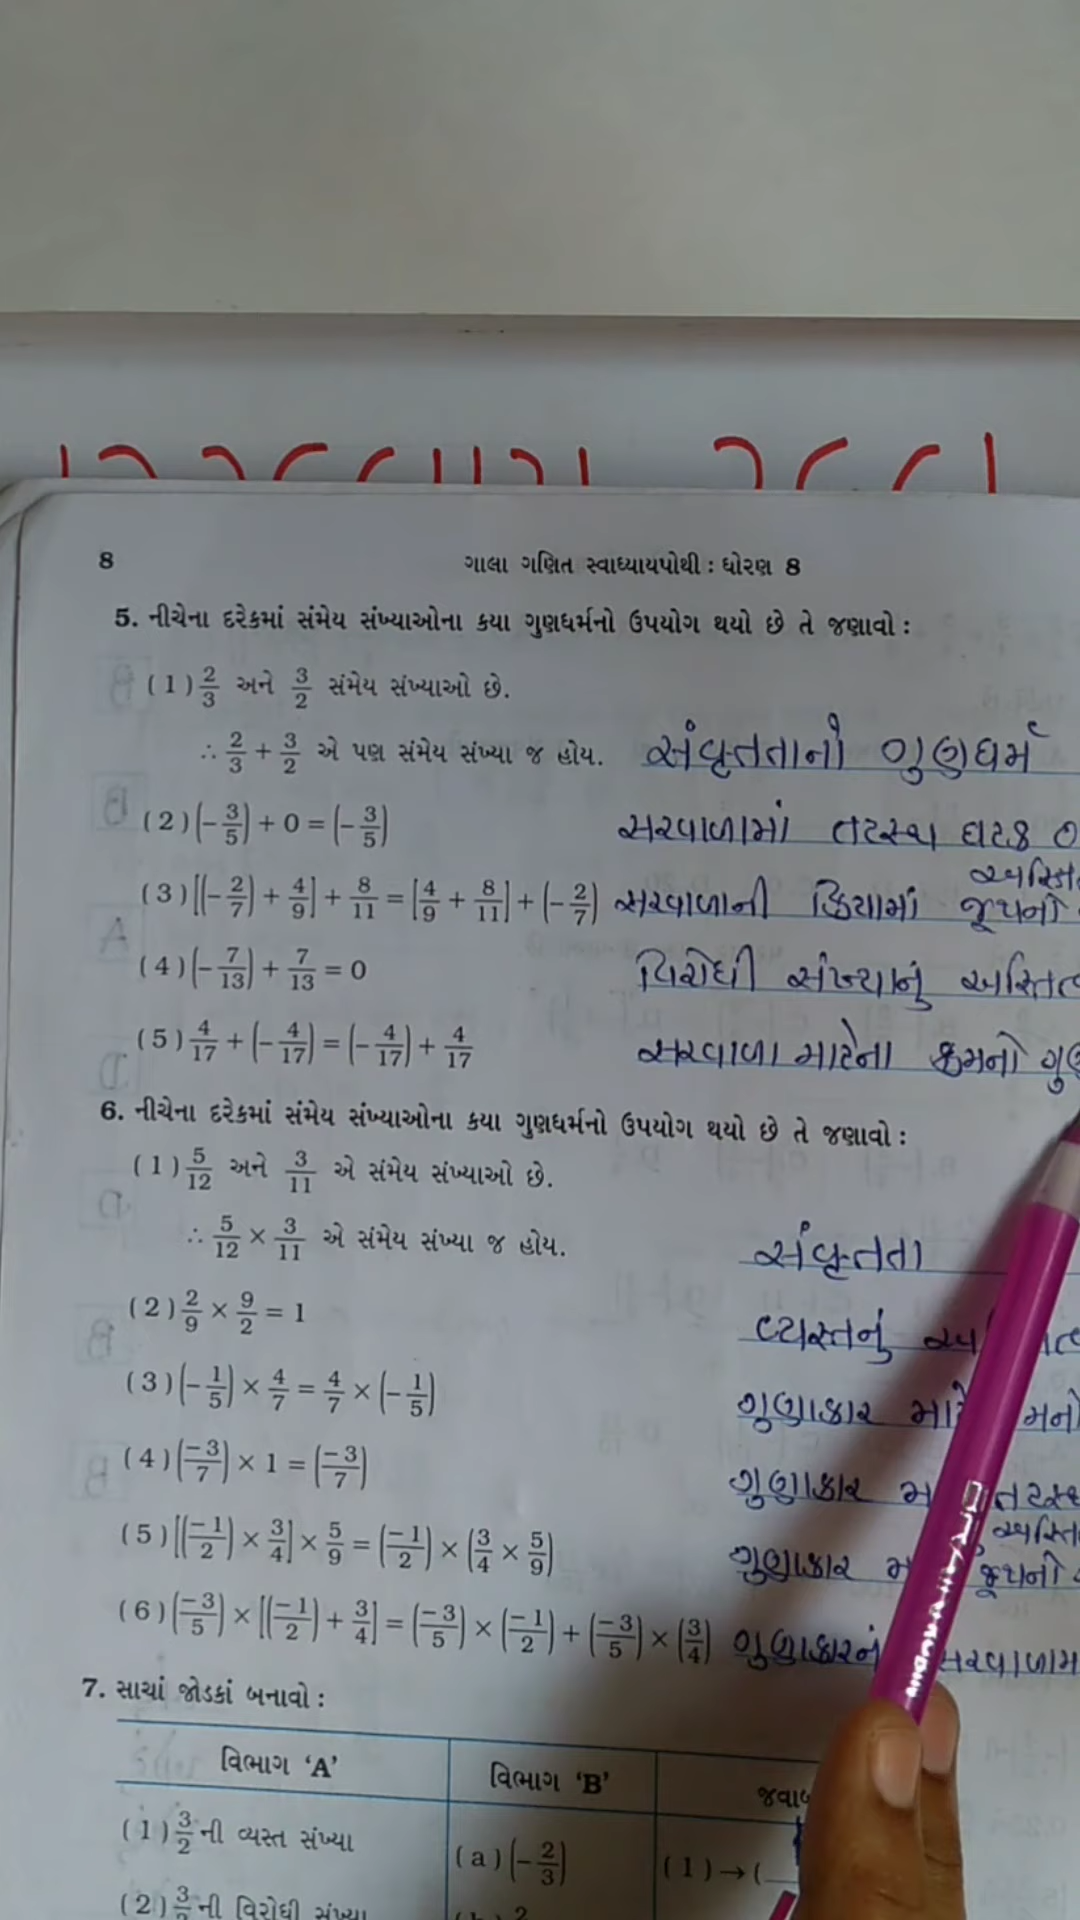 8 ગાલા ગણિત સ્વાધ્યાયપોથી : ધોરણ 8
5. નીચેના દરેકમાં સંમેય સંખ્યાઓના કયા ગુણધર્મનો ઉપયોગ થયો છે તે જણાવો :
(1) 2/3 અને 3/2 સંમેય સંખ્યાઓ છે.
∴ 2/3 + 3/2 એ પણ સંમેય સંખ્યા જ હોય. સંવૃત્તતાનો ગુણધર્મ
(2) (-3/5) + 0 = (-3/5) સરવાળામાં તટસ્થ ઘટક 0
(3) [(-2/7) + 4/9] + 8/11 = [4/9 + 8/11] + (-2/7) સરવાળાની ક્રિયામાં જૂથનો
(4) (-7/13) + 7/13 = 0 વિરોધી સંખ્યાનું
(5) 4/17 + (-4/17) = (-4/17) + 4/17 સરવાળા માટેના ક્રમનો
6. નીચેના દરેકમાં સંમેય સંખ્યાઓના કયા ગુણધર્મનો ઉપયોગ થયો છે તે જણાવો :
(1) 5/12 અને 3/11 એ સંમેય સંખ્યાઓ છે.
∴ 5/12 × 3/11 એ સંમેય સંખ્યા જ હોય. સંવૃત્તતા
(2) 2/9 × 9/2 = 1 વ્યસ્તનું
(3) (-1/5) × 4/7 = 4/7 × (-1/5) ગુણાકાર
(4) (-3/7) × 1 = (-3/7) ગુણાકાર
(5) [(-1/2) × 3/4] × 5/9 = (-1/2) × (3/4 × 5/9) ગુણાકાર જૂથનો
(6) (-3/5) × [(-1/2) + 3/4] = (-3/5) × (-1/2) + (-3/5) × (3/4) ગુણાકારનું
7. સાચાં જોડકાં બનાવો :
વિભાગ ‘A’ વિભાગ ‘B’
(1) 3/2 ની વ્યસ્ત સંખ્યા (a) (-2/3) (1) → (
(2) ની વિરોધી સંખ્યા